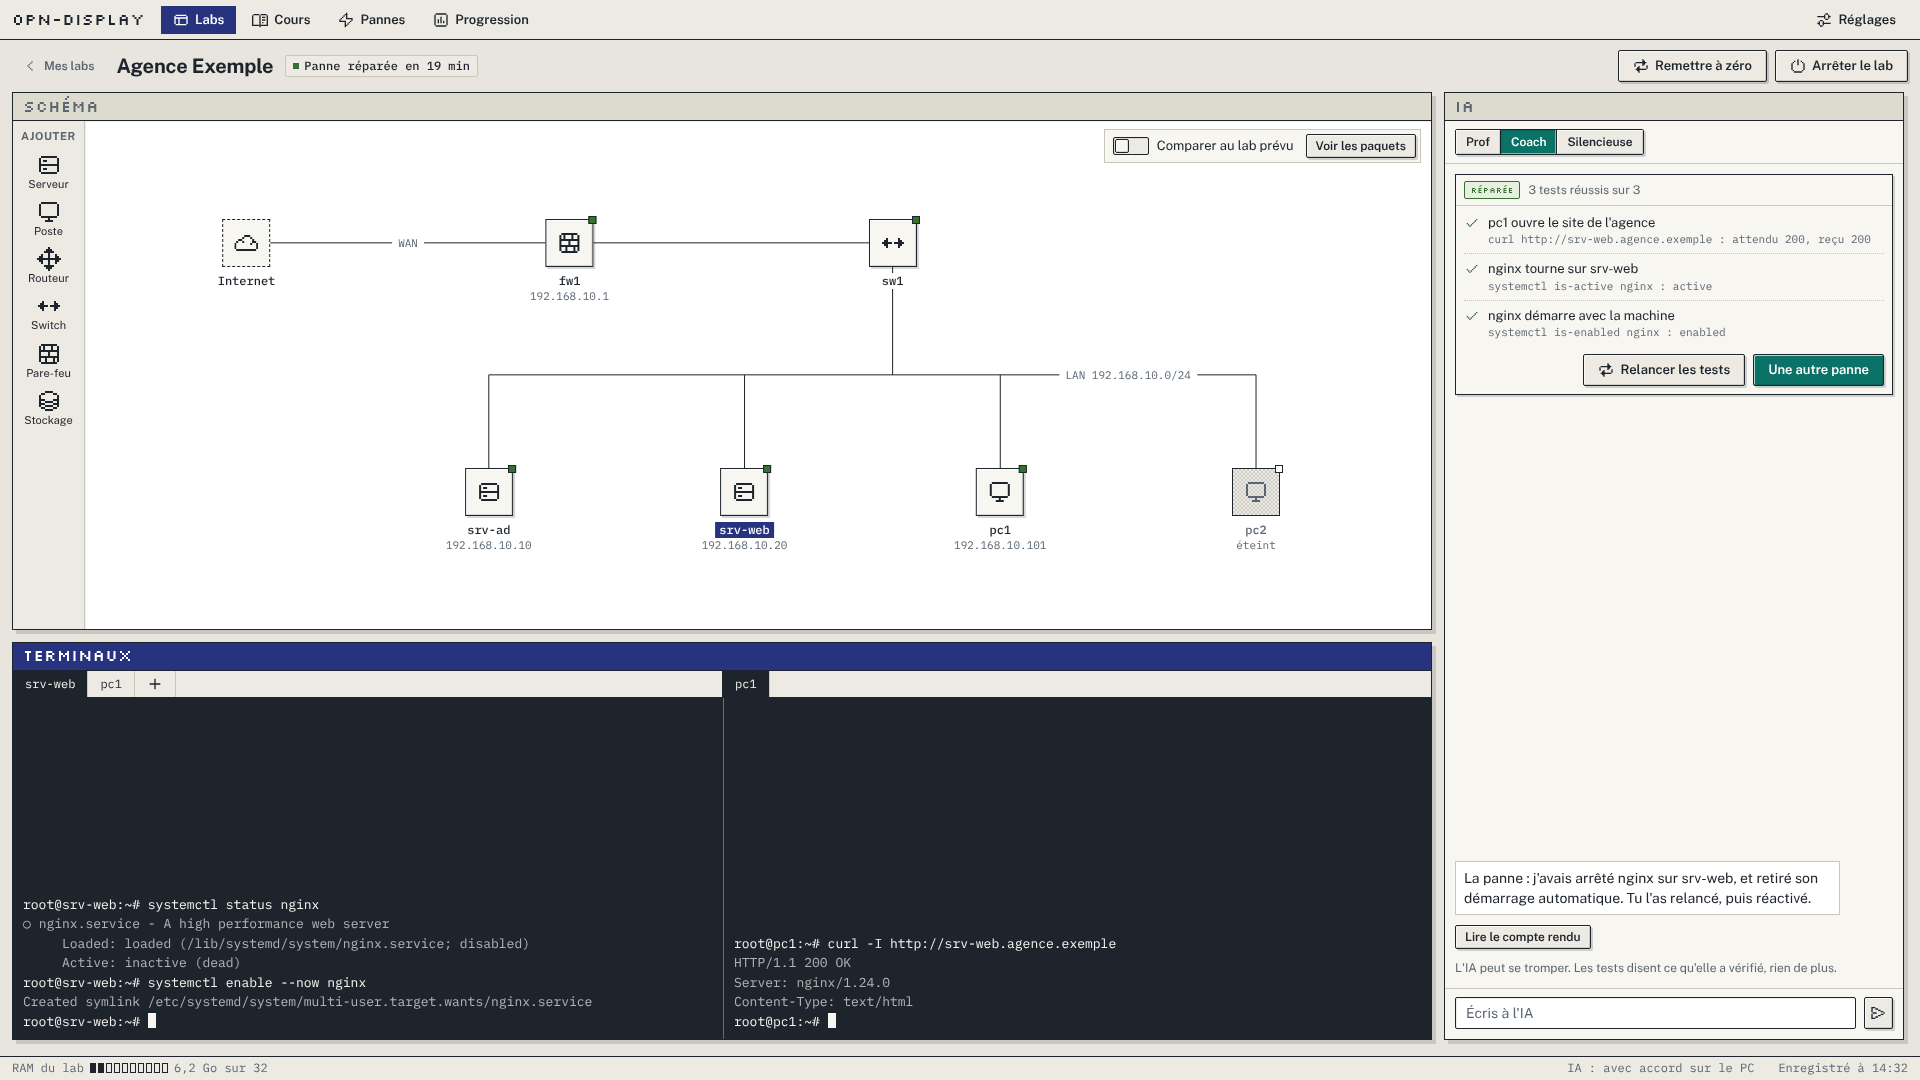 OPN-DISPLAY
Labs
Cours
Pannes
Progression
Réglages
Mes labs
Agence Exemple
Panne réparée en 19 min
Remettre à zéro
Arrêter le lab
SCHÉMA
AJOUTER
Serveur
Poste
Routeur
Switch
Pare-feu
Stockage
Comparer au lab prévu
Voir les paquets
Internet
WAN
fw1
192.168.10.1
sw1
LAN 192.168.10.0/24
srv-ad
192.168.10.10
srv-web
192.168.10.20
pc1
192.168.10.101
pc2
éteint
TERMINAUX
srv-web
pc1
+
root@srv-web:~# systemctl status nginx
○ nginx.service - A high performance web server
Loaded: loaded (/lib/systemd/system/nginx.service; disabled)
Active: inactive (dead)
root@srv-web:~# systemctl enable --now nginx
Created symlink /etc/systemd/system/multi-user.target.wants/nginx.service
root@srv-web:~#
pc1
root@pc1:~# curl -I http://srv-web.agence.exemple
HTTP/1.1 200 OK
Server: nginx/1.24.0
Content-Type: text/html
root@pc1:~#
IA
Prof
Coach
Silencieuse
RÉPARÉE
3 tests réussis sur 3
pc1 ouvre le site de l'agence
curl http://srv-web.agence.exemple : attendu 200, reçu 200
nginx tourne sur srv-web
systemctl is-active nginx : active
nginx démarre avec la machine
systemctl is-enabled nginx : enabled
Relancer les tests
Une autre panne
La panne : j'avais arrêté nginx sur srv-web, et retiré son
démarrage automatique. Tu l'as relancé, puis réactivé.
Lire le compte rendu
L'IA peut se tromper. Les tests disent ce qu'elle a vérifié, rien de plus.
Écris à l'IA
RAM du lab
6,2 Go sur 32
IA : avec accord sur le PC
Enregistré à 14:32